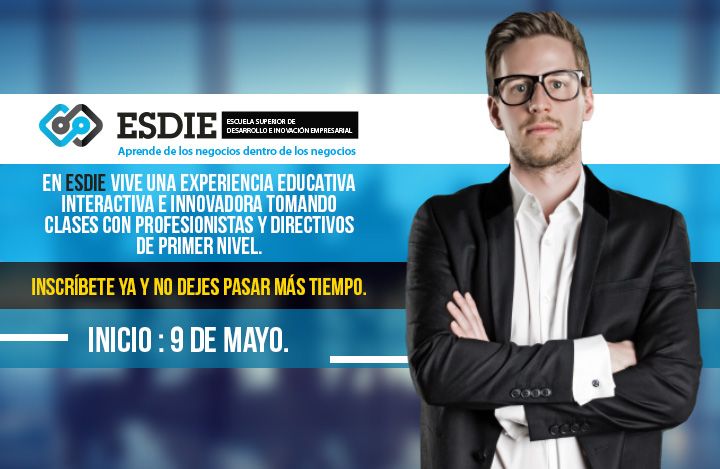 ESDIE
ESCUELA SUPERIOR DE
DESARROLLO E INOVACIÓN EMPRESARIAL
Aprende de los negocios dentro de los negocios
EN ESDIE VIVE UNA EXPERIENCIA EDUCATIVA
INTERACTIVA E INNOVADORA TOMANDO
CLASES CON PROFESIONISTAS Y DIRECTIVOS
DE PRIMER NIVEL.
INSCRÍBETE YA Y NO DEJES PASAR MÁS TIEMPO.
INICIO : 9 DE MAYO.